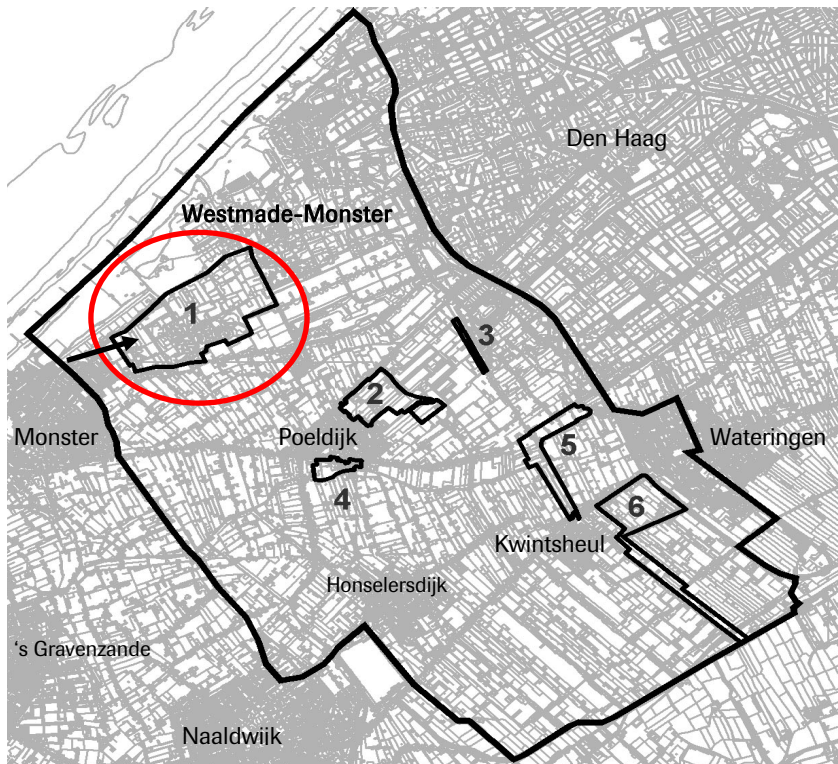 Den Haag
Westmade-Monster
1
3
2
Monster
Poeldijk
5
Wateringen
4
6
Kwintsheul
Honselersdijk
‘s Gravenzande
Naaldwijk